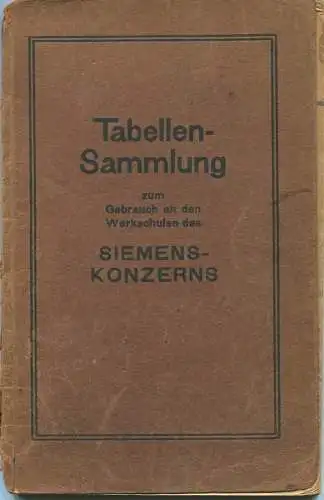 Tabellen-
Sammlung
zum
Gebrauch an den
Werkschulen des
SIEMENS-
KONZERNS